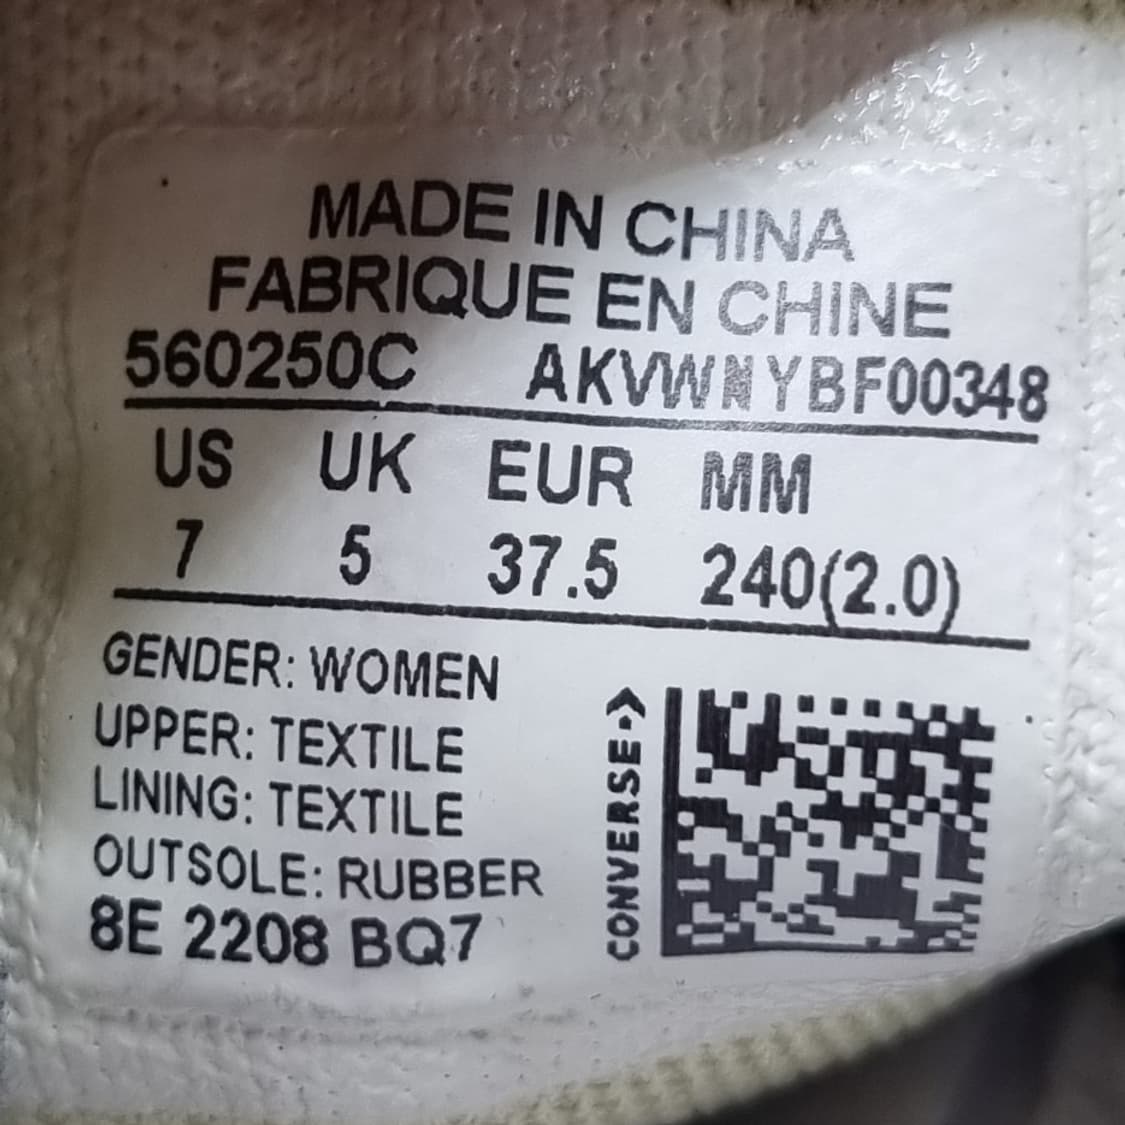 MADE IN CHINA
FABRIQUE EN CHINE
560250C AKVWNYBF00348
US UK EUR MM
7 5 37.5 240(2.0)
GENDER: WOMEN
UPPER: TEXTILE
LINING: TEXTILE
OUTSOLE: RUBBER
8E 2208 BQ7
CONVERSE